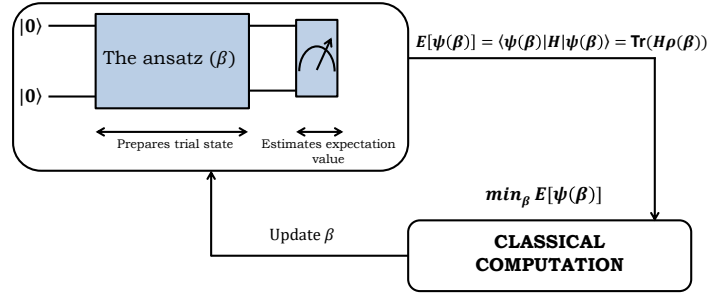 |0⟩
The ansatz (β)
|0⟩
Prepares trial state
Estimates expectation
value
E[ψ(β)] = ⟨ψ(β)|H|ψ(β)⟩ = Tr(Hρ(β))
min_β E[ψ(β)]
Update β
CLASSICAL
COMPUTATION